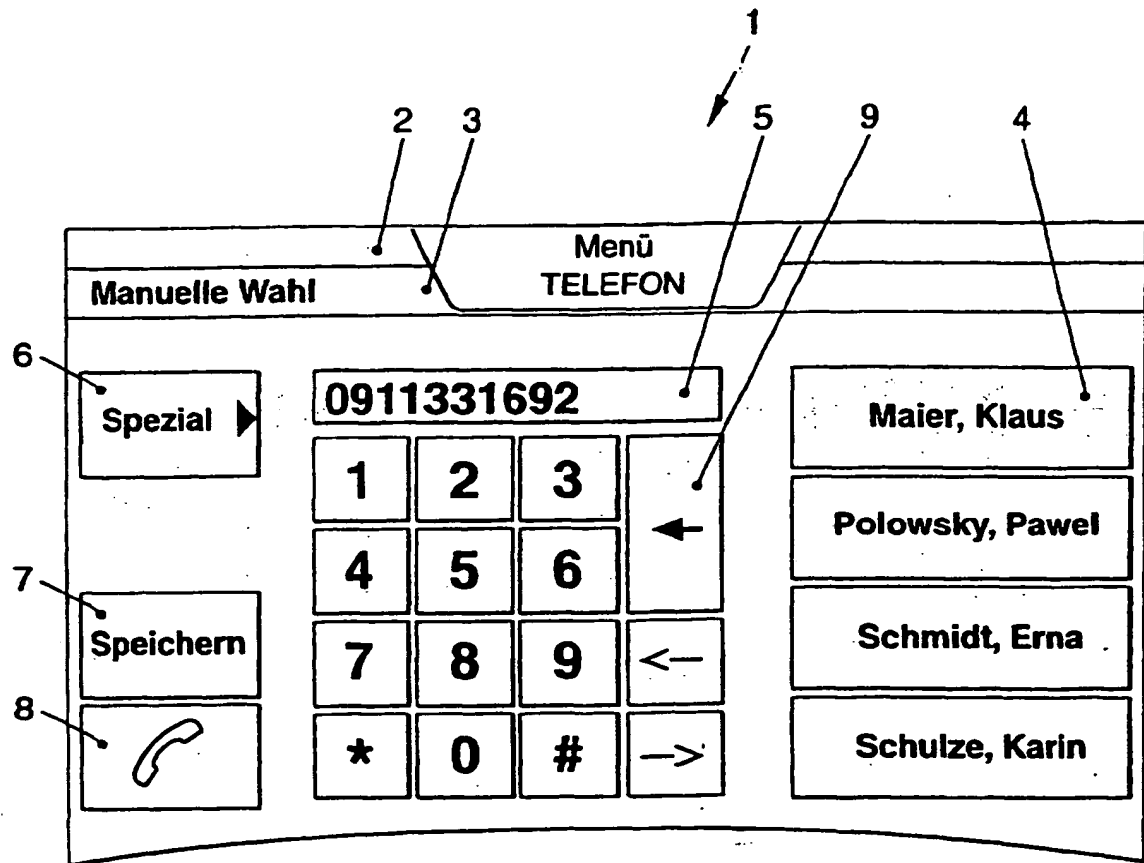 1
2 3 5 9 4
Menü
TELEFON
Manuelle Wahl
6
Spezial
0911331692
Maier, Klaus
1 2 3
Polowsky, Pawel
4 5 6
7
Speichern
7 8 9 <--
Schmidt, Erna
8
* 0 # -->
Schulze, Karin